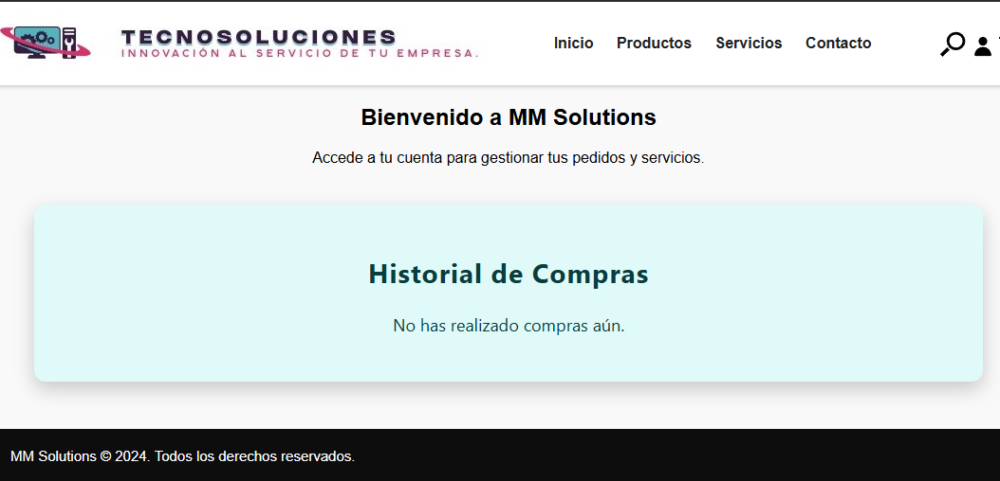 TECNOSOLUCIONES
INNOVACIÓN AL SERVICIO DE TU EMPRESA.
Inicio Productos Servicios Contacto
Bienvenido a MM Solutions
Accede a tu cuenta para gestionar tus pedidos y servicios.
Historial de Compras
No has realizado compras aún.
MM Solutions © 2024. Todos los derechos reservados.